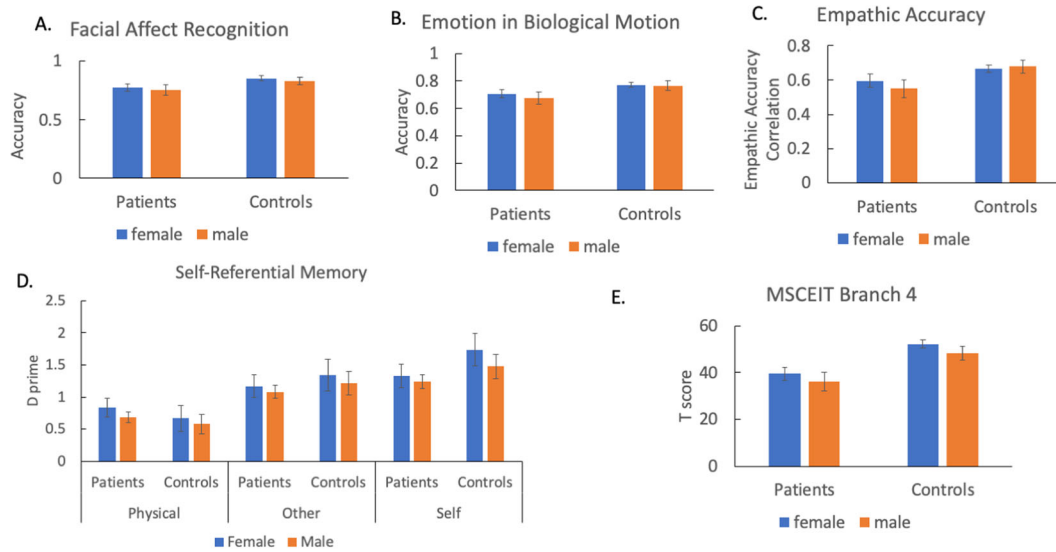 A.
Facial Affect Recognition
Accuracy
1
0.5
0
Patients Controls
female male
B.
Emotion in Biological Motion
Accuracy
1
0.8
0.6
0.4
0.2
0
Patients Controls
female male
C.
Empathic Accuracy
Empathic Accuracy
Correlation
0.8
0.6
0.4
0.2
0
Patients Controls
female male
D.
Self-Referential Memory
D prime
2.5
2
1.5
1
0.5
0
Patients Controls Patients Controls Patients Controls
Physical Other Self
Female Male
E.
MSCEIT Branch 4
T score
60
40
20
0
Patients Controls
female male